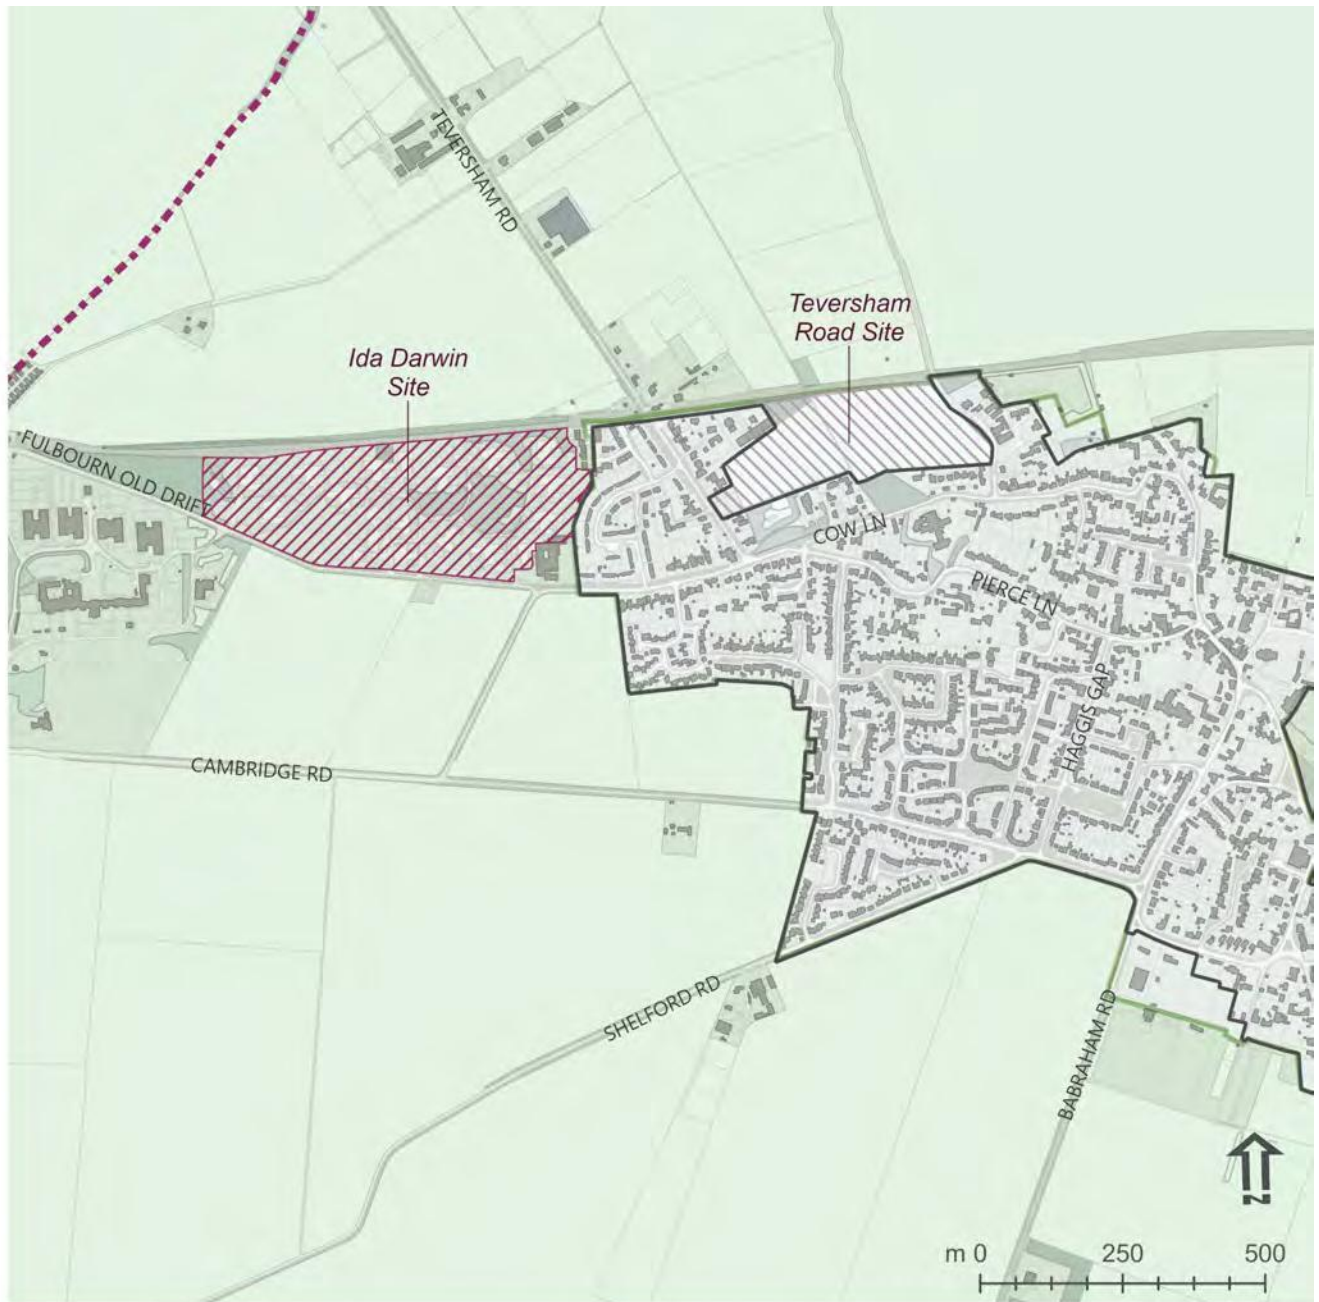 TEVERSHAM RD
Teversham
Road Site
Ida Darwin
Site
FULBOURN OLD DRIFT
COW LN
PIERCE LN
HAGGIS GAP
CAMBRIDGE RD
SHELFORD RD
BABRAHAM RD
N
m 0 250 500